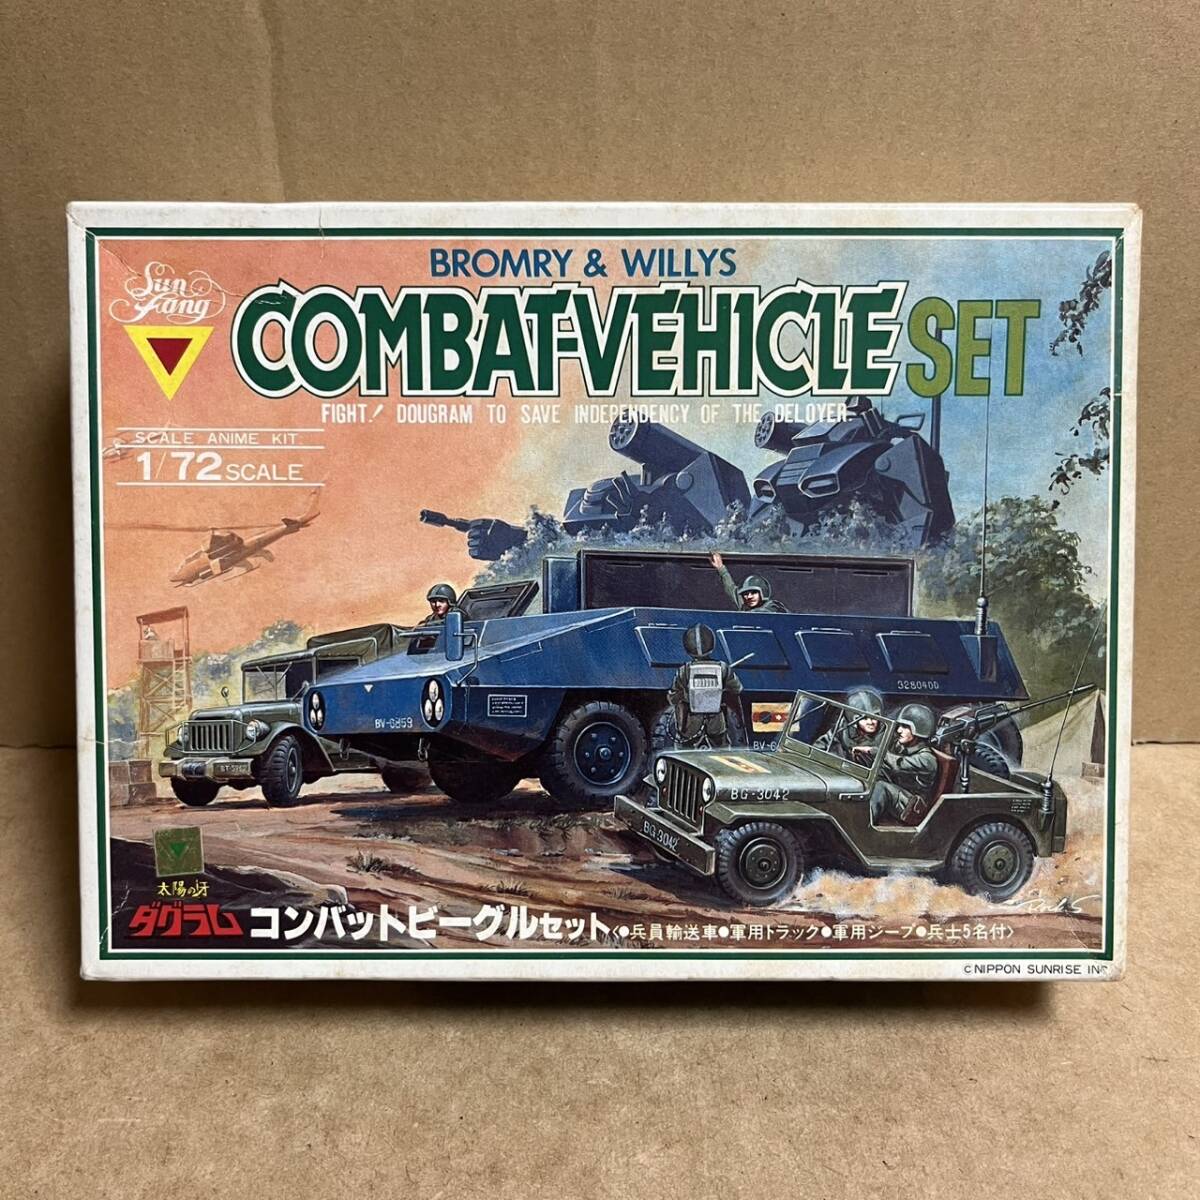 BROMRY & WILLYS
Sun Fang
COMBAT-VEHICLE SET
FIGHT! DOUGRAM TO SAVE INDEPENDENCY OF THE DELOYER.
SCALE ANIME KIT
1/72 SCALE
3280400
BV-6859
BG-3042
BG-3042
太陽の牙
ダグラム コンバットビーグルセット〈●兵員輸送車●軍用トラック●軍用ジープ●兵士5名付〉
© NIPPON SUNRISE INC